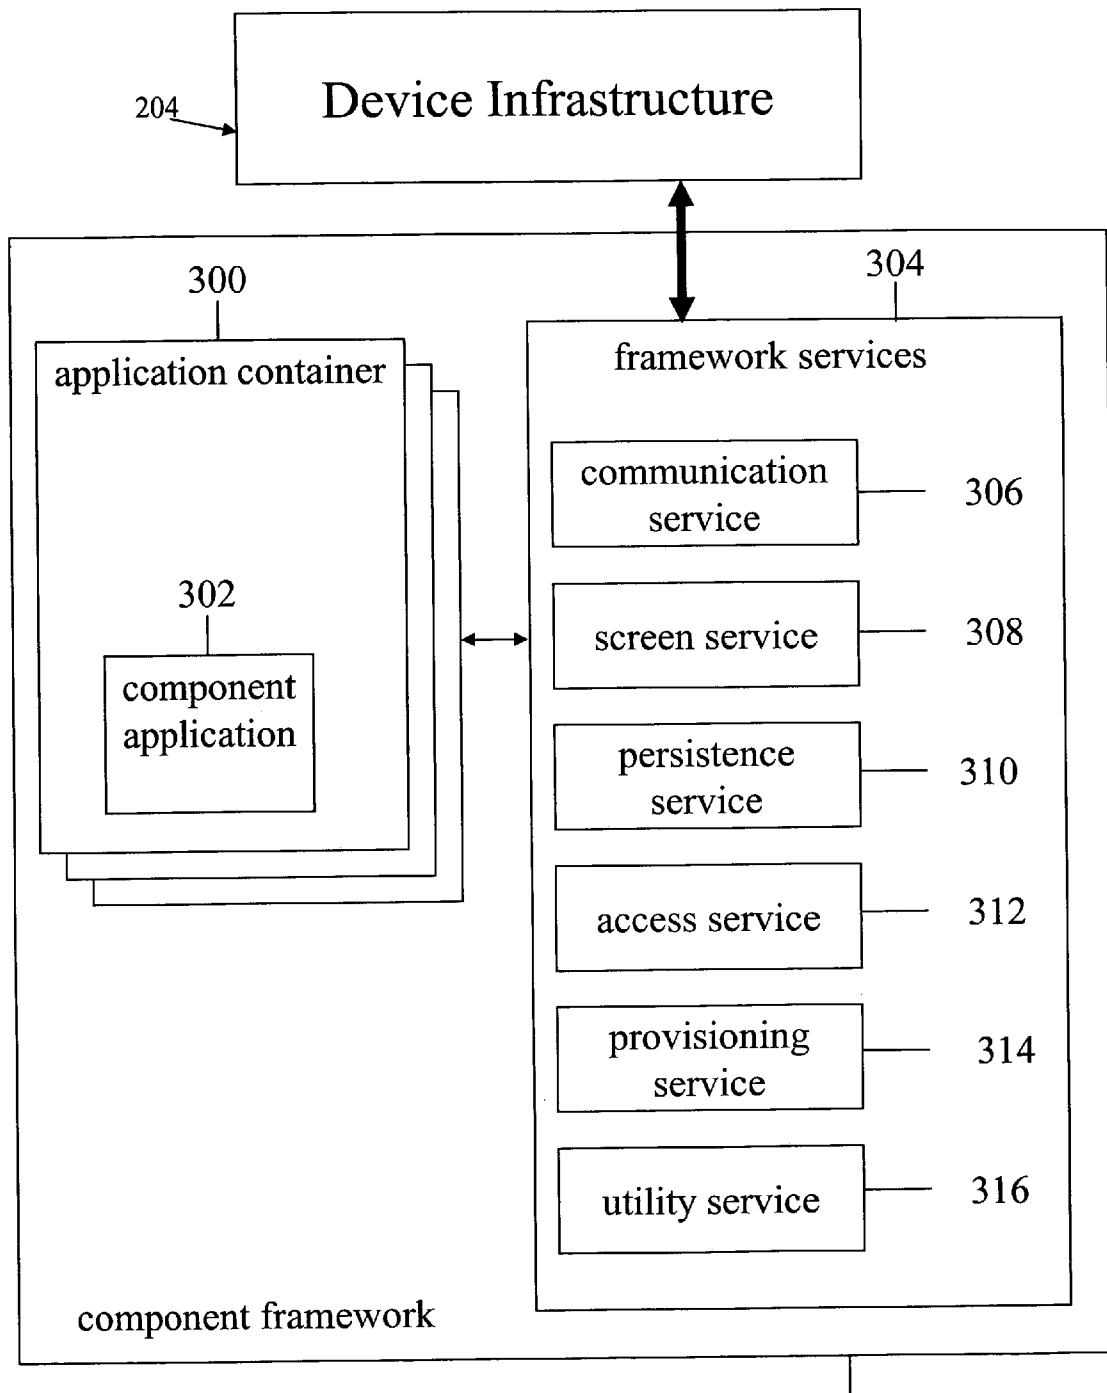 Device Infrastructure
204
300
304
application container
framework services
communication
service
306
302
screen service
308
component
application
persistence
service
310
access service
312
provisioning
service
314
utility service
316
component framework